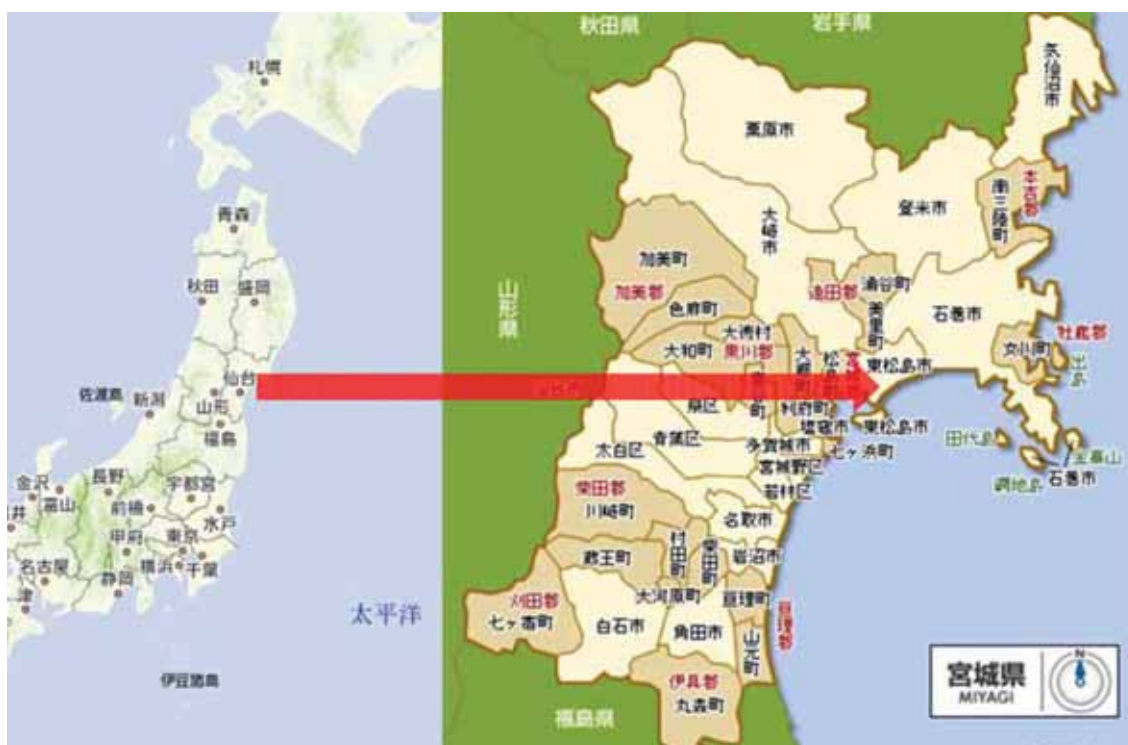 札幌
青森
秋田
盛岡
佐渡島
新潟
仙台
山形
福島
長野
金沢
富山
前橋
宇都宮
水戸
甲府
東京
横浜
千葉
名古屋
静岡
津
井
太平洋
伊豆諸島
秋田県
岩手県
山形県
福島県
気仙沼市
栗原市
登米市
南三陸町
本吉郡
大崎市
加美町
加美郡
色麻町
遠田郡
涌谷町
美里町
石巻市
女川町
牡鹿郡
出島
大衡村
大和町
黒川郡
東松島市
利府町
泉区
青葉区
太白区
塩竈市
東松島市
多賀城市
七ヶ浜町
宮城野区
若林区
田代島
網地島
金華山
石巻市
柴田郡
川崎町
名取市
村田町
柴田町
岩沼市
蔵王町
大河原町
亘理町
亘理郡
刈田郡
七ヶ宿町
白石市
角田市
山元町
伊具郡
丸森町
宮城県
MIYAGI
N